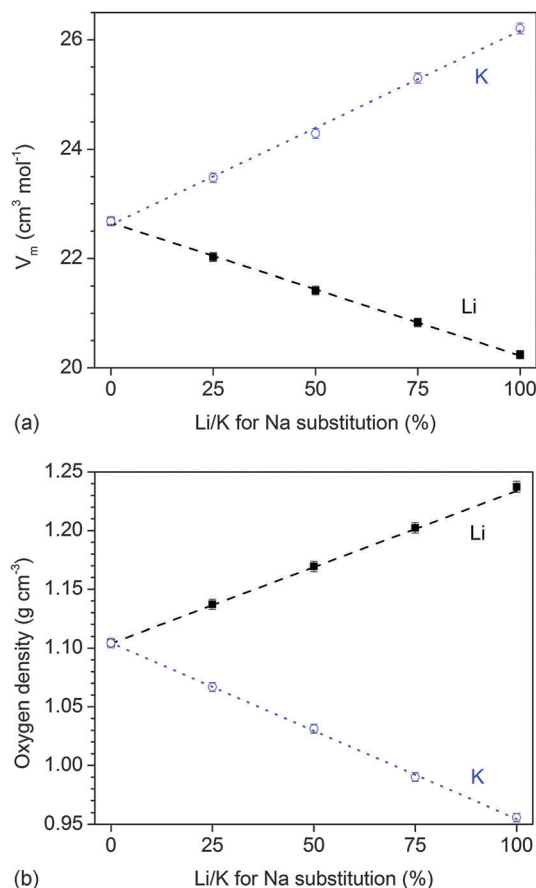 26
24
22
20
V_m (cm³ mol⁻¹)
K
Li
0 25 50 75 100
(a) Li/K for Na substitution (%)
1.25
1.20
1.15
1.10
1.05
1.00
0.95
Oxygen density (g cm⁻³)
Li
K
0 25 50 75 100
(b) Li/K for Na substitution (%)